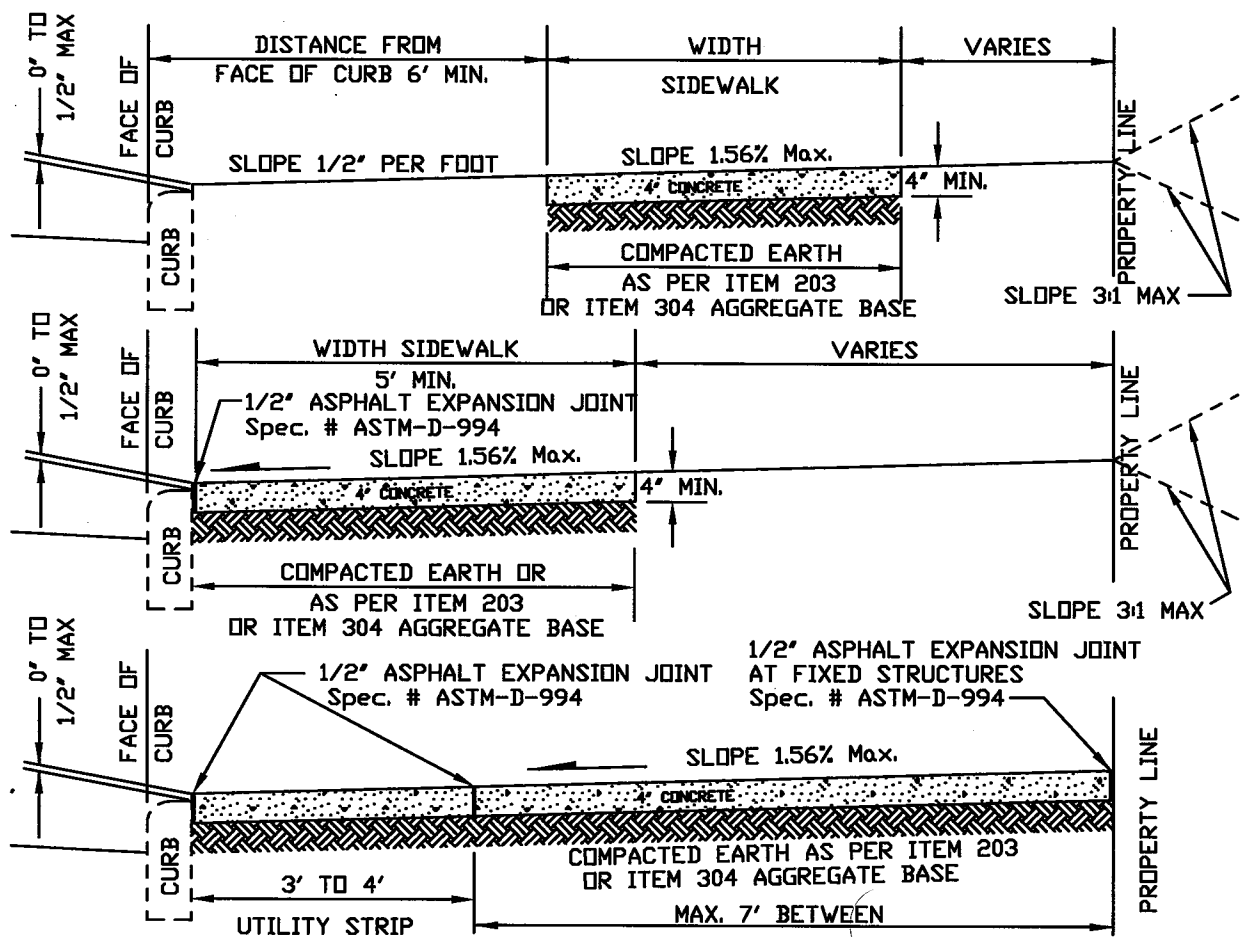 0" TO
1/2" MAX
FACE OF
CURB
DISTANCE FROM
FACE OF CURB 6' MIN.
WIDTH
SIDEWALK
VARIES
SLOPE 1/2" PER FOOT
SLOPE 1.56% Max.
4" CONCRETE
4" MIN.
CURB
COMPACTED EARTH
AS PER ITEM 203
OR ITEM 304 AGGREGATE BASE
PROPERTY LINE
SLOPE 3:1 MAX
0" TO
1/2" MAX
FACE OF
CURB
WIDTH SIDEWALK
5' MIN.
VARIES
1/2" ASPHALT EXPANSION JOINT
Spec. # ASTM-D-994
SLOPE 1.56% Max.
4" CONCRETE
4" MIN.
CURB
COMPACTED EARTH OR
AS PER ITEM 203
OR ITEM 304 AGGREGATE BASE
PROPERTY LINE
SLOPE 3:1 MAX
0" TO
1/2" MAX
FACE OF
CURB
1/2" ASPHALT EXPANSION JOINT
Spec. # ASTM-D-994
1/2" ASPHALT EXPANSION JOINT
AT FIXED STRUCTURES
Spec. # ASTM-D-994
SLOPE 1.56% Max.
4" CONCRETE
CURB
COMPACTED EARTH AS PER ITEM 203
OR ITEM 304 AGGREGATE BASE
3' TO 4'
UTILITY STRIP
MAX. 7' BETWEEN
PROPERTY LINE